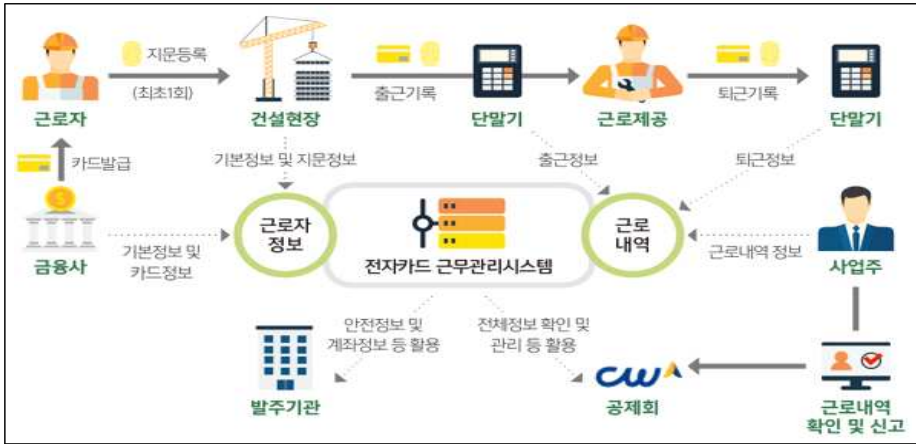 지문등록
(최초1회)
출근기록
퇴근기록
근로자
건설현장
단말기
근로제공
단말기
카드발급
기본정보 및 지문정보
출근정보
퇴근정보
금융사
기본정보 및
카드정보
근로자
정보
전자카드 근무관리시스템
근로
내역
근로내역 정보
사업주
안전정보 및
계좌정보 등 활용
전체정보 확인 및
관리 등 활용
발주기관
cwa
공제회
근로내역
확인 및 신고